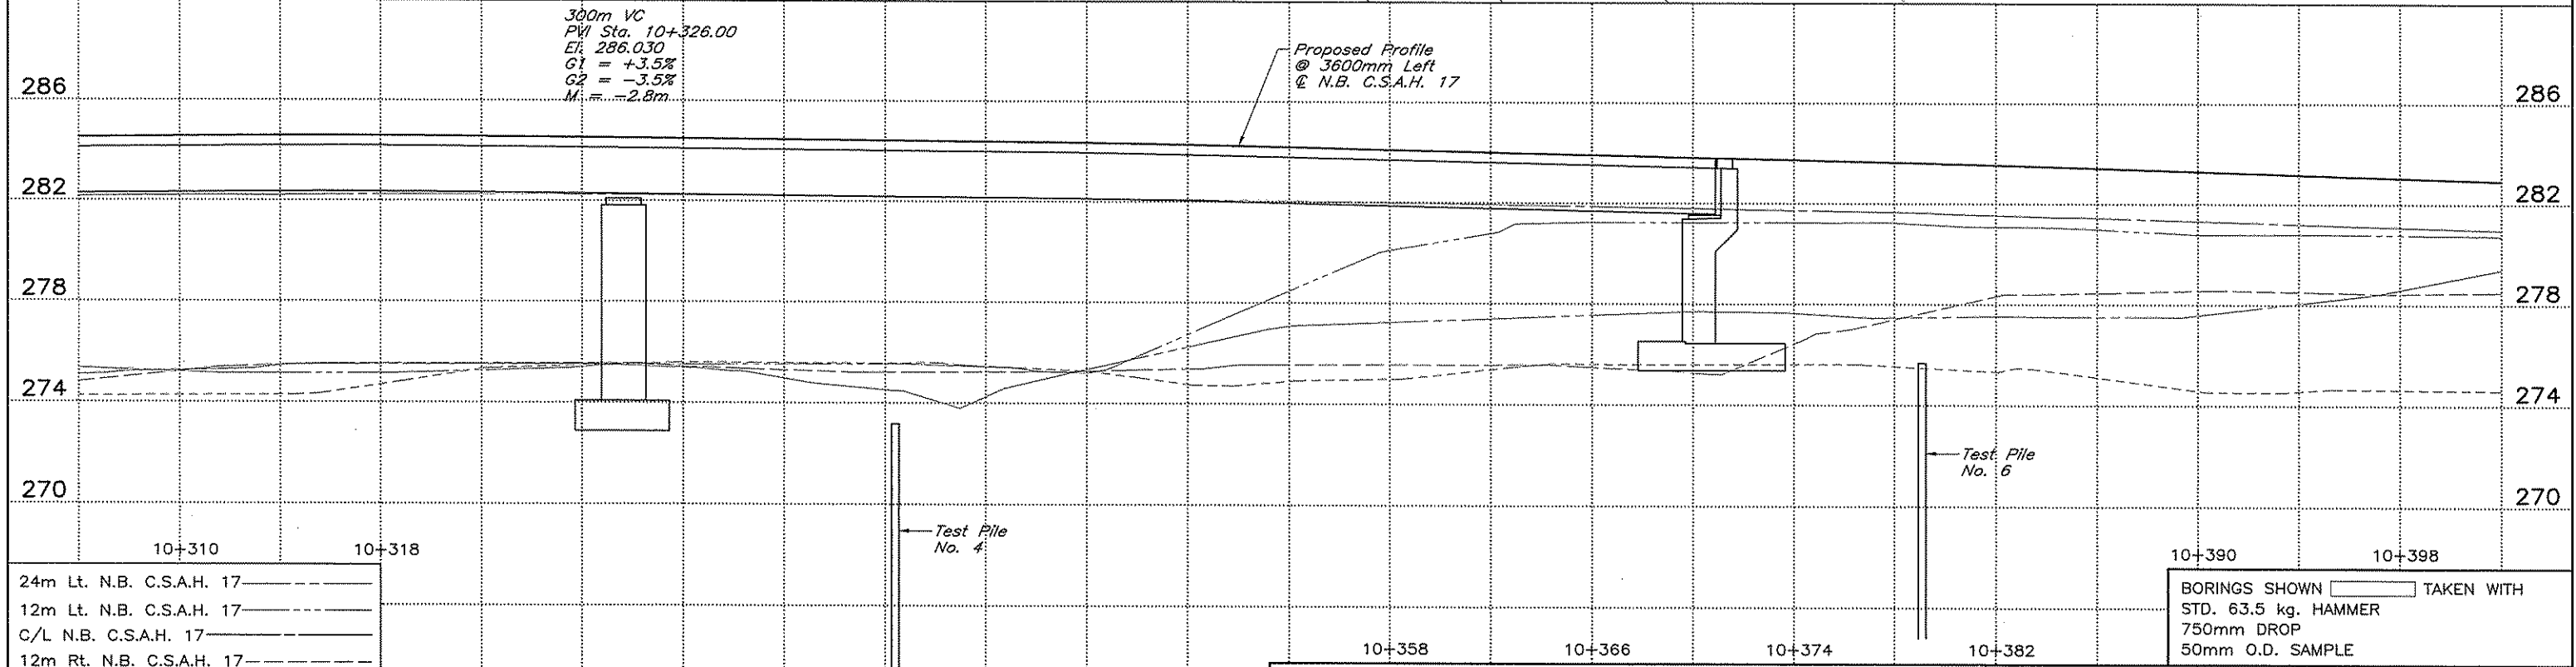 300m VC
PVI Sta. 10+326.00
El. 286.030
G1 = +3.5%
G2 = -3.5%
M = -2.8m
Proposed Profile
@ 3600mm Left
℄ N.B. C.S.A.H. 17
286
286
282
282
278
278
274
274
270
270
Test Pile
No. 4
Test Pile
No. 6
10+310
10+318
10+358
10+366
10+374
10+382
10+390
10+398
24m Lt. N.B. C.S.A.H. 17
12m Lt. N.B. C.S.A.H. 17
C/L N.B. C.S.A.H. 17
12m Rt. N.B. C.S.A.H. 17
BORINGS SHOWN TAKEN WITH
STD. 63.5 kg. HAMMER
750mm DROP
50mm O.D. SAMPLE